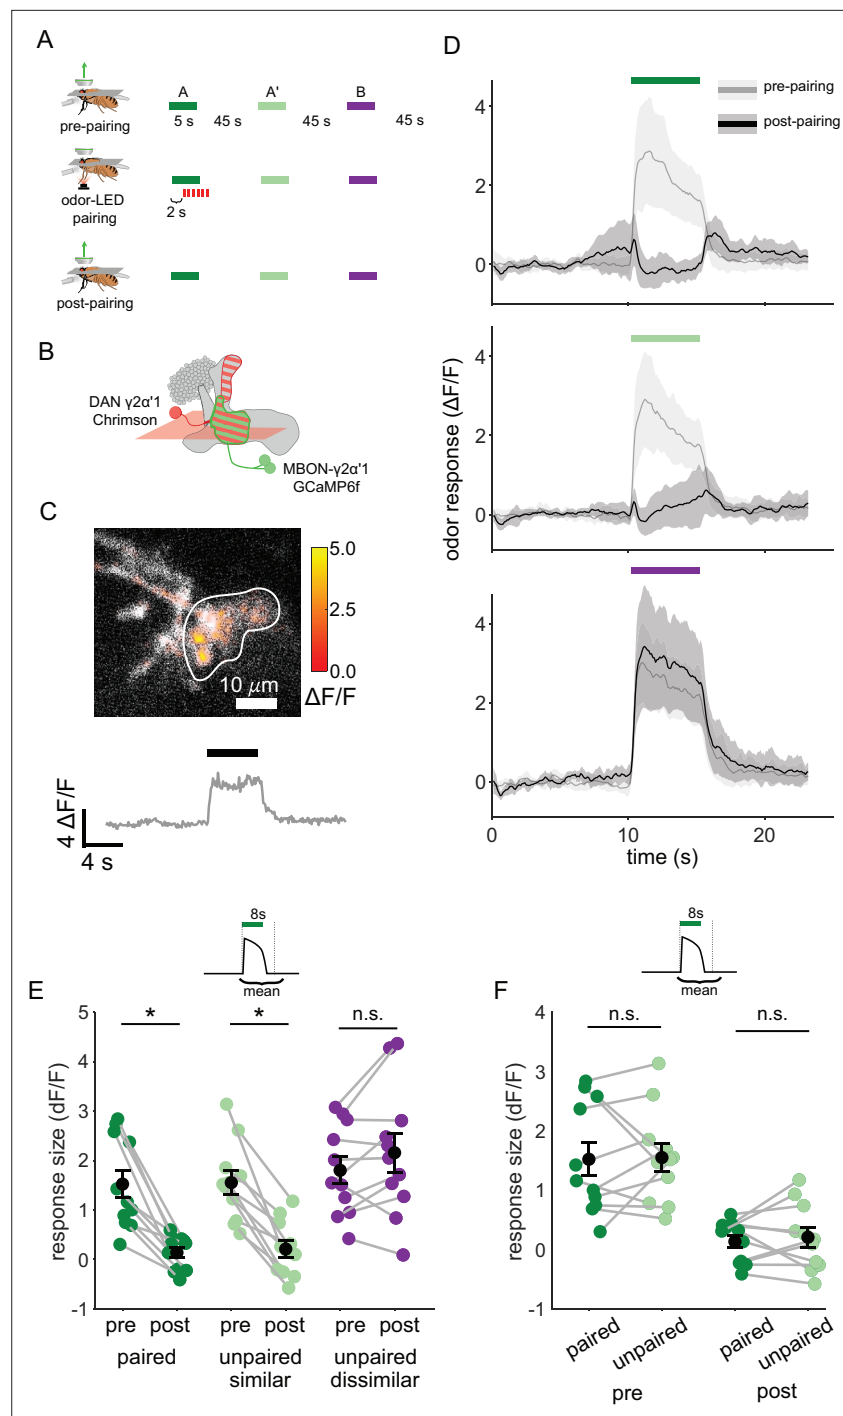 A
A A' B
pre-pairing
5 s 45 s 45 s 45 s
odor-LED
pairing
2 s
post-pairing
B
DAN γ2α'1
Chrimson
MBON-γ2α'1
GCaMP6f
C
5.0
2.5
0.0
ΔF/F
10 μm
4 ΔF/F
4 s
D
pre-pairing
post-pairing
4
2
0
4
2
0
4
2
0
odor response (ΔF/F)
0 10 20
time (s)
8s
mean
E
* * n.s.
5
4
3
2
1
0
-1
response size (dF/F)
pre post pre post pre post
paired unpaired unpaired
similar dissimilar
8s
mean
F
n.s. n.s.
4
3
2
1
0
-1
response size (dF/F)
paired unpaired paired unpaired
pre post